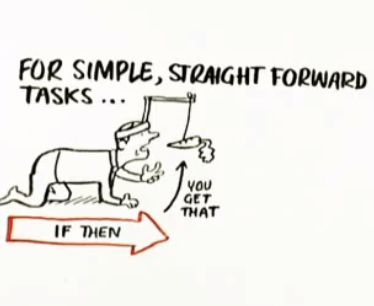 FOR SIMPLE, STRAIGHT FORWARD
TASKS ...
YOU
GET
THAT
IF THEN